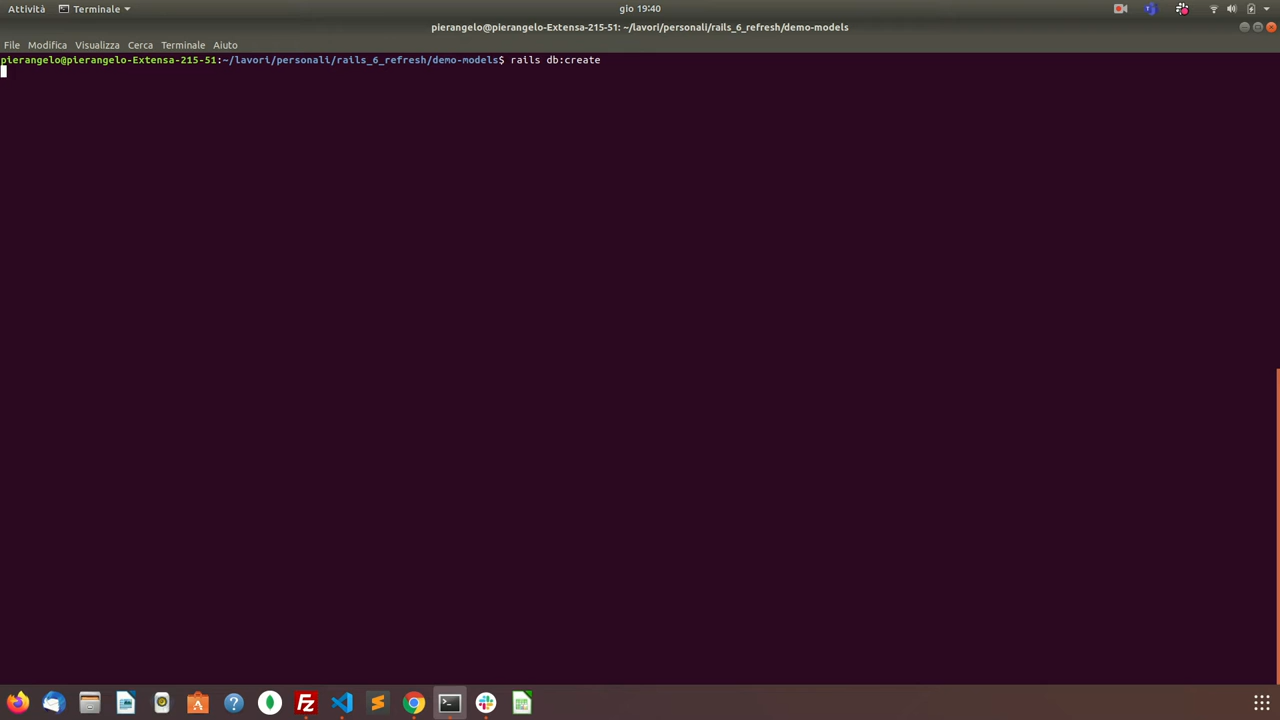 Attività
Terminale
gio 19:40
pierangelo@pierangelo-Extensa-215-51: ~/lavori/personali/rails_6_refresh/demo-models
File Modifica Visualizza Cerca Terminale Aiuto
pierangelo@pierangelo-Extensa-215-51:~/lavori/personali/rails_6_refresh/demo-models$ rails db:create